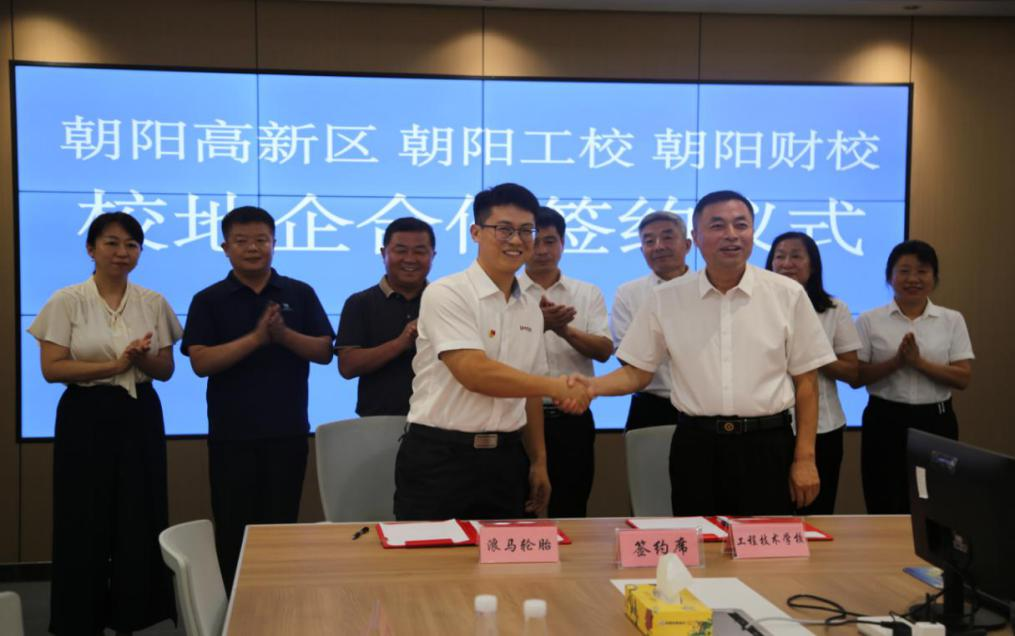 朝阳高新区 朝阳工校 朝阳财校
校地企合作签约仪式
浪马轮胎
签约席
工程技术学校